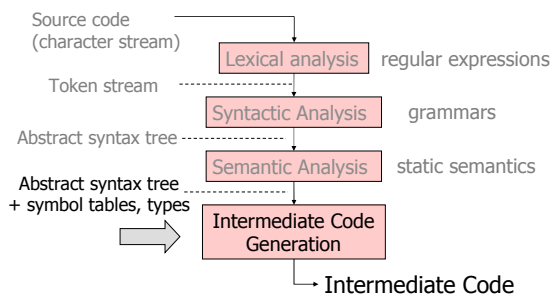 Source code
(character stream)
Lexical analysis
regular expressions
Token stream
Syntactic Analysis
grammars
Abstract syntax tree
Semantic Analysis
static semantics
Abstract syntax tree
+ symbol tables, types
Intermediate Code
Generation
Intermediate Code